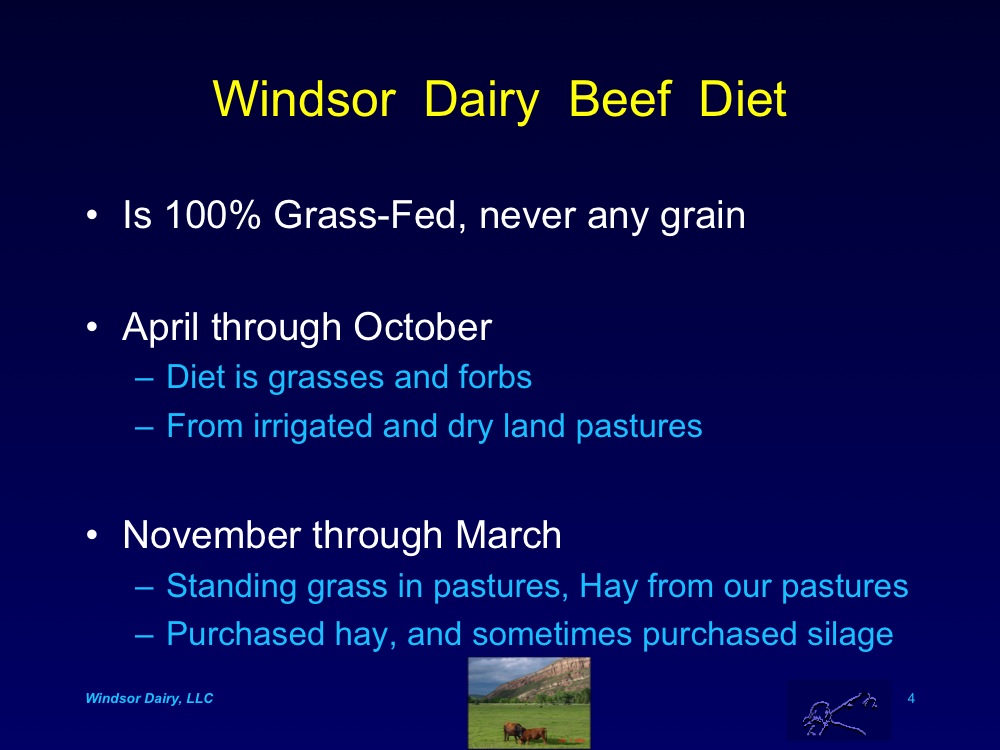 Windsor Dairy Beef Diet
• Is 100% Grass-Fed, never any grain
• April through October
– Diet is grasses and forbs
– From irrigated and dry land pastures
• November through March
– Standing grass in pastures, Hay from our pastures
– Purchased hay, and sometimes purchased silage
Windsor Dairy, LLC
4